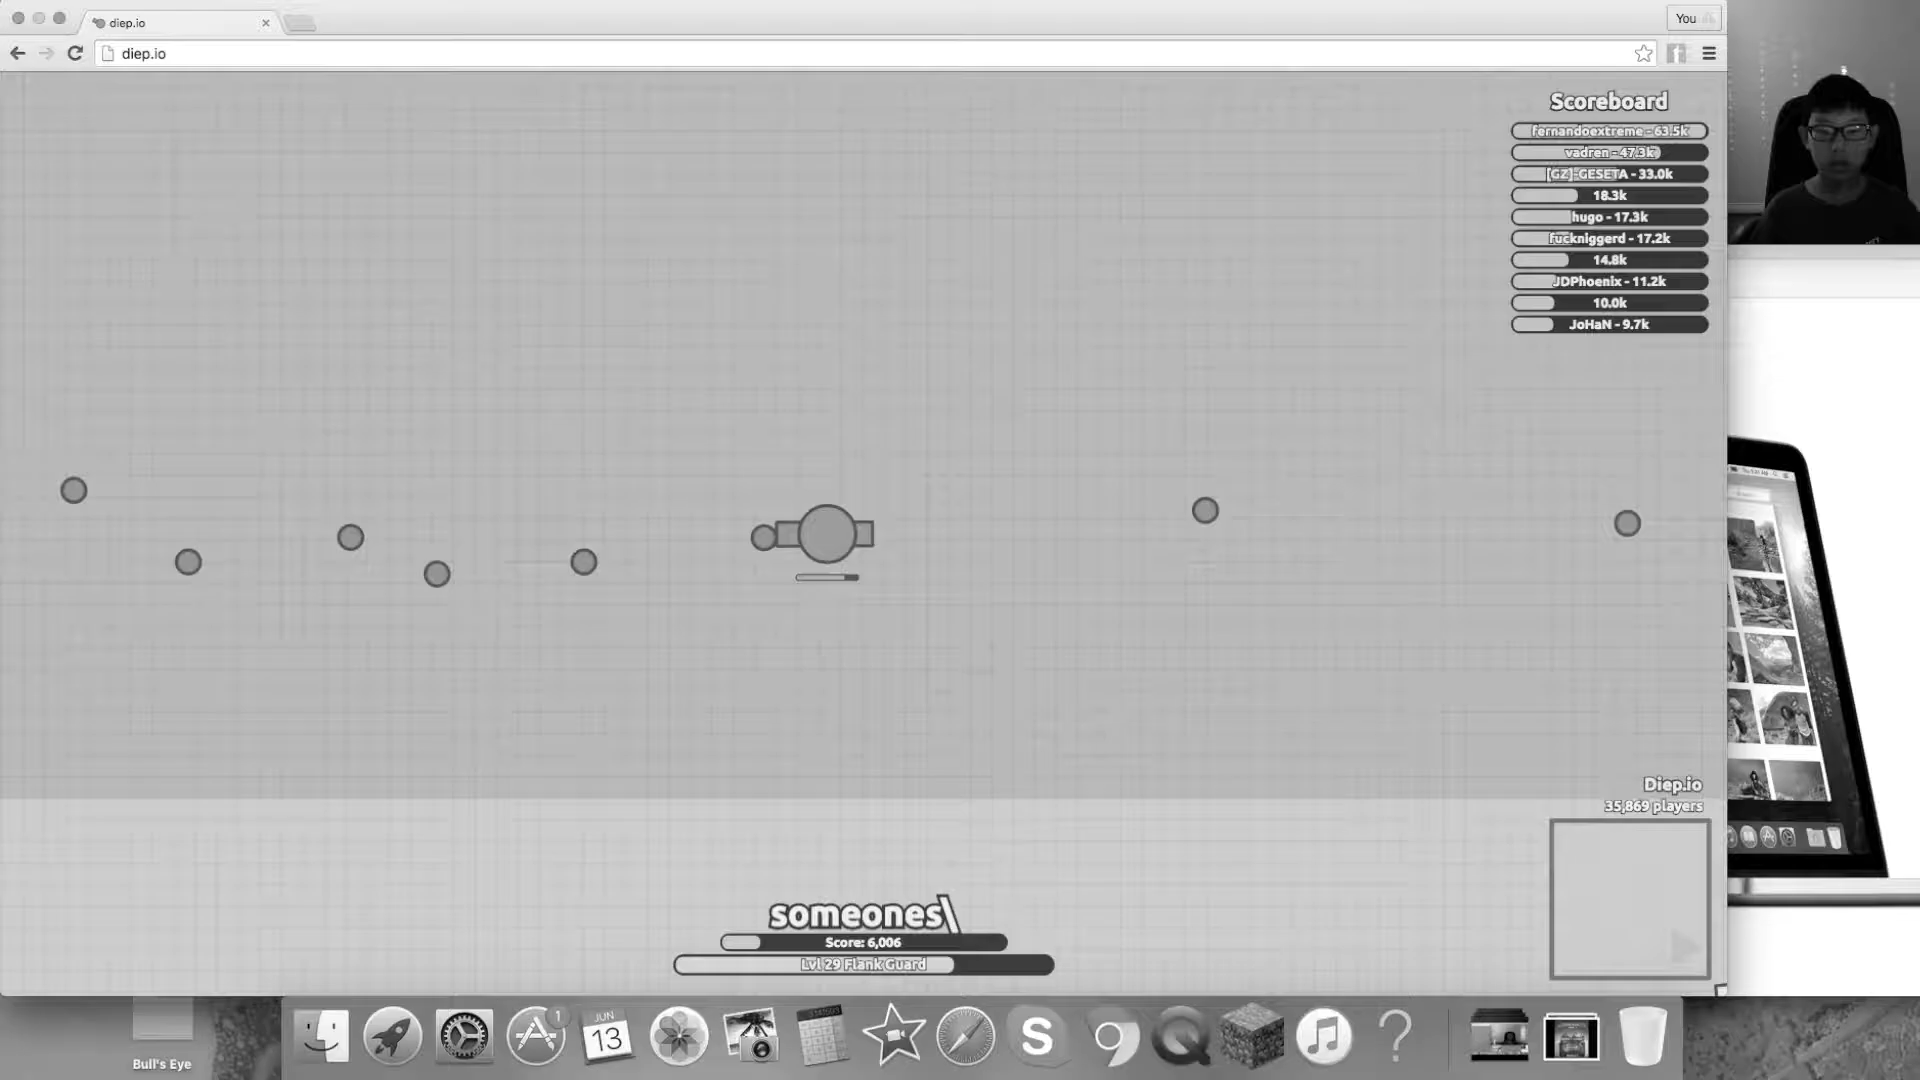 diep.io
You
diep.io
Scoreboard
fernandoextreme - 63.5k
vadren - 47.3k
[GZ]-GESETA - 33.0k
18.3k
hugo - 17.3k
fuckniggerd - 17.2k
14.8k
JDPhoenix - 11.2k
10.0k
JoHaN - 9.7k
Diep.io
35,869 players
someones\
Score: 6,006
Lvl 29 Flank Guard
1
JUN
13
Bull's Eye